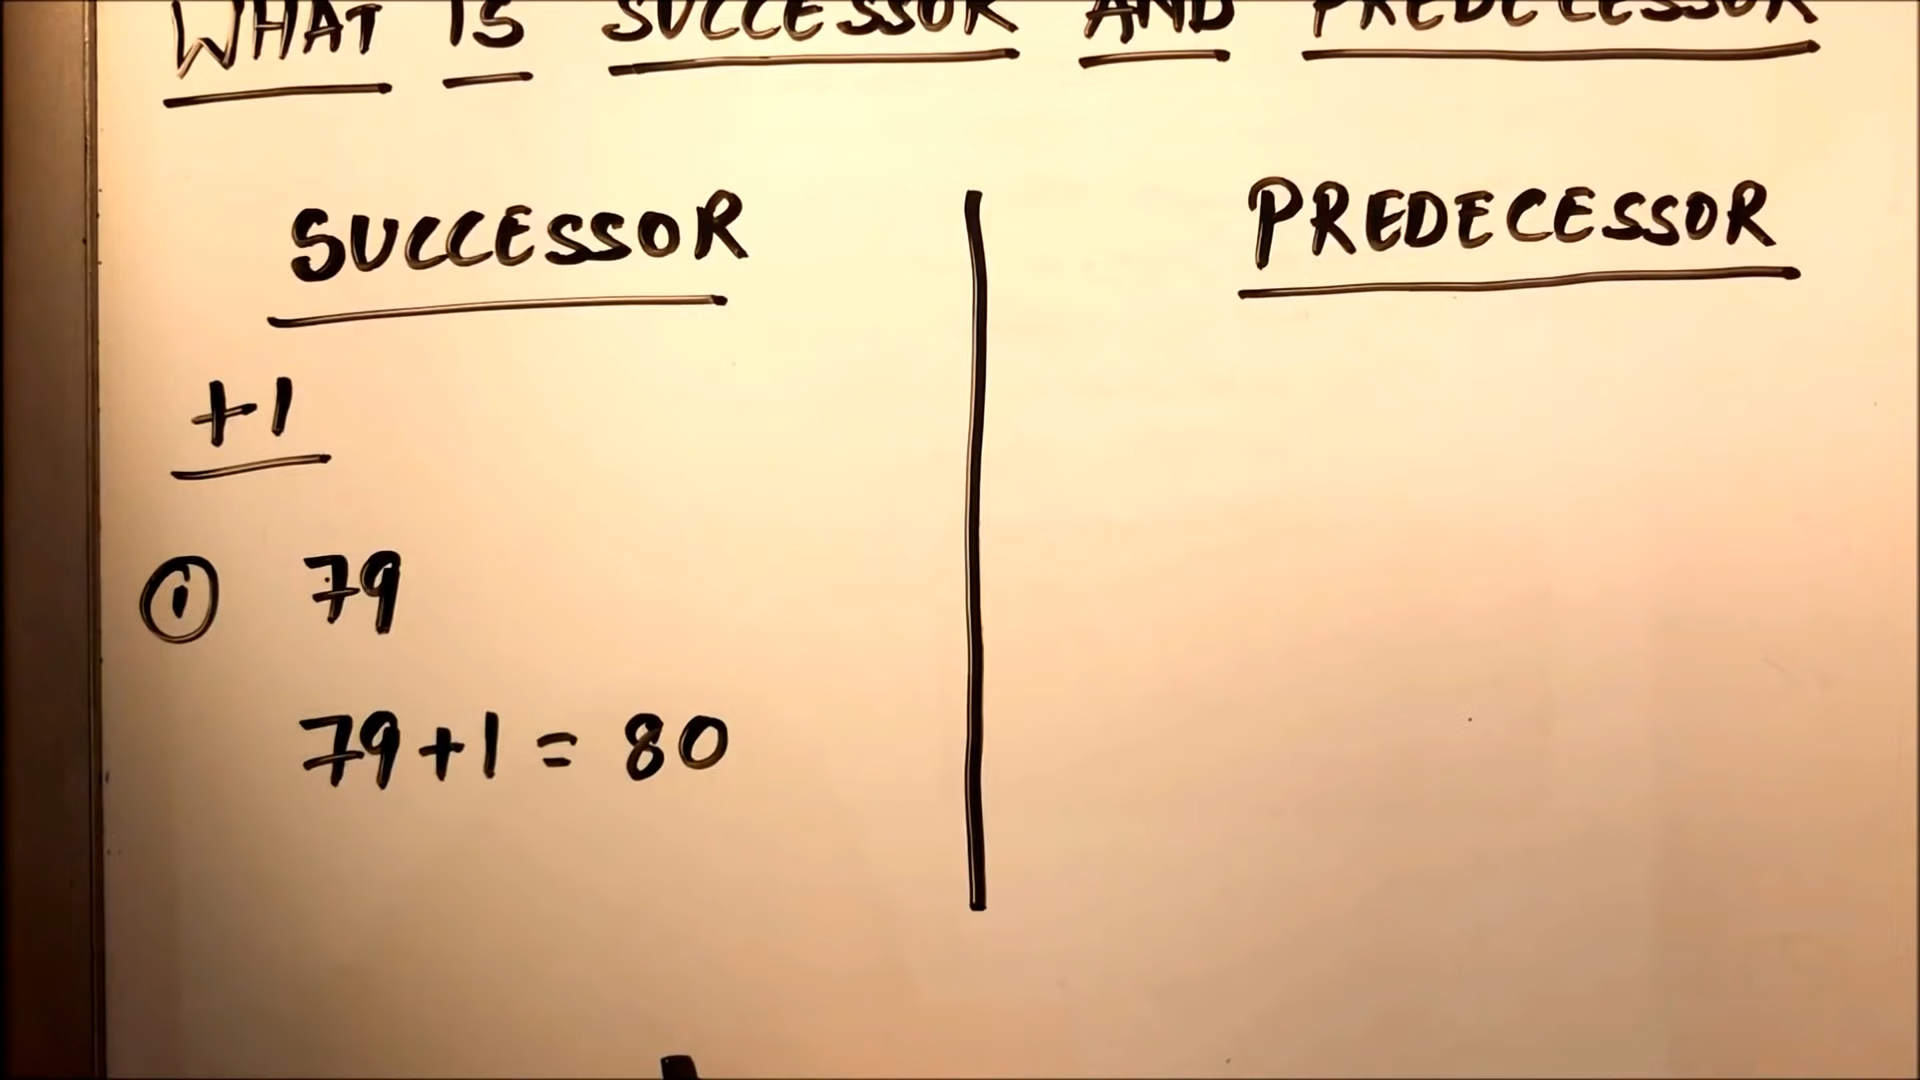 WHAT IS SUCCESSOR AND PREDECESSOR
SUCCESSOR
+1
① 79
79+1 = 80
PREDECESSOR